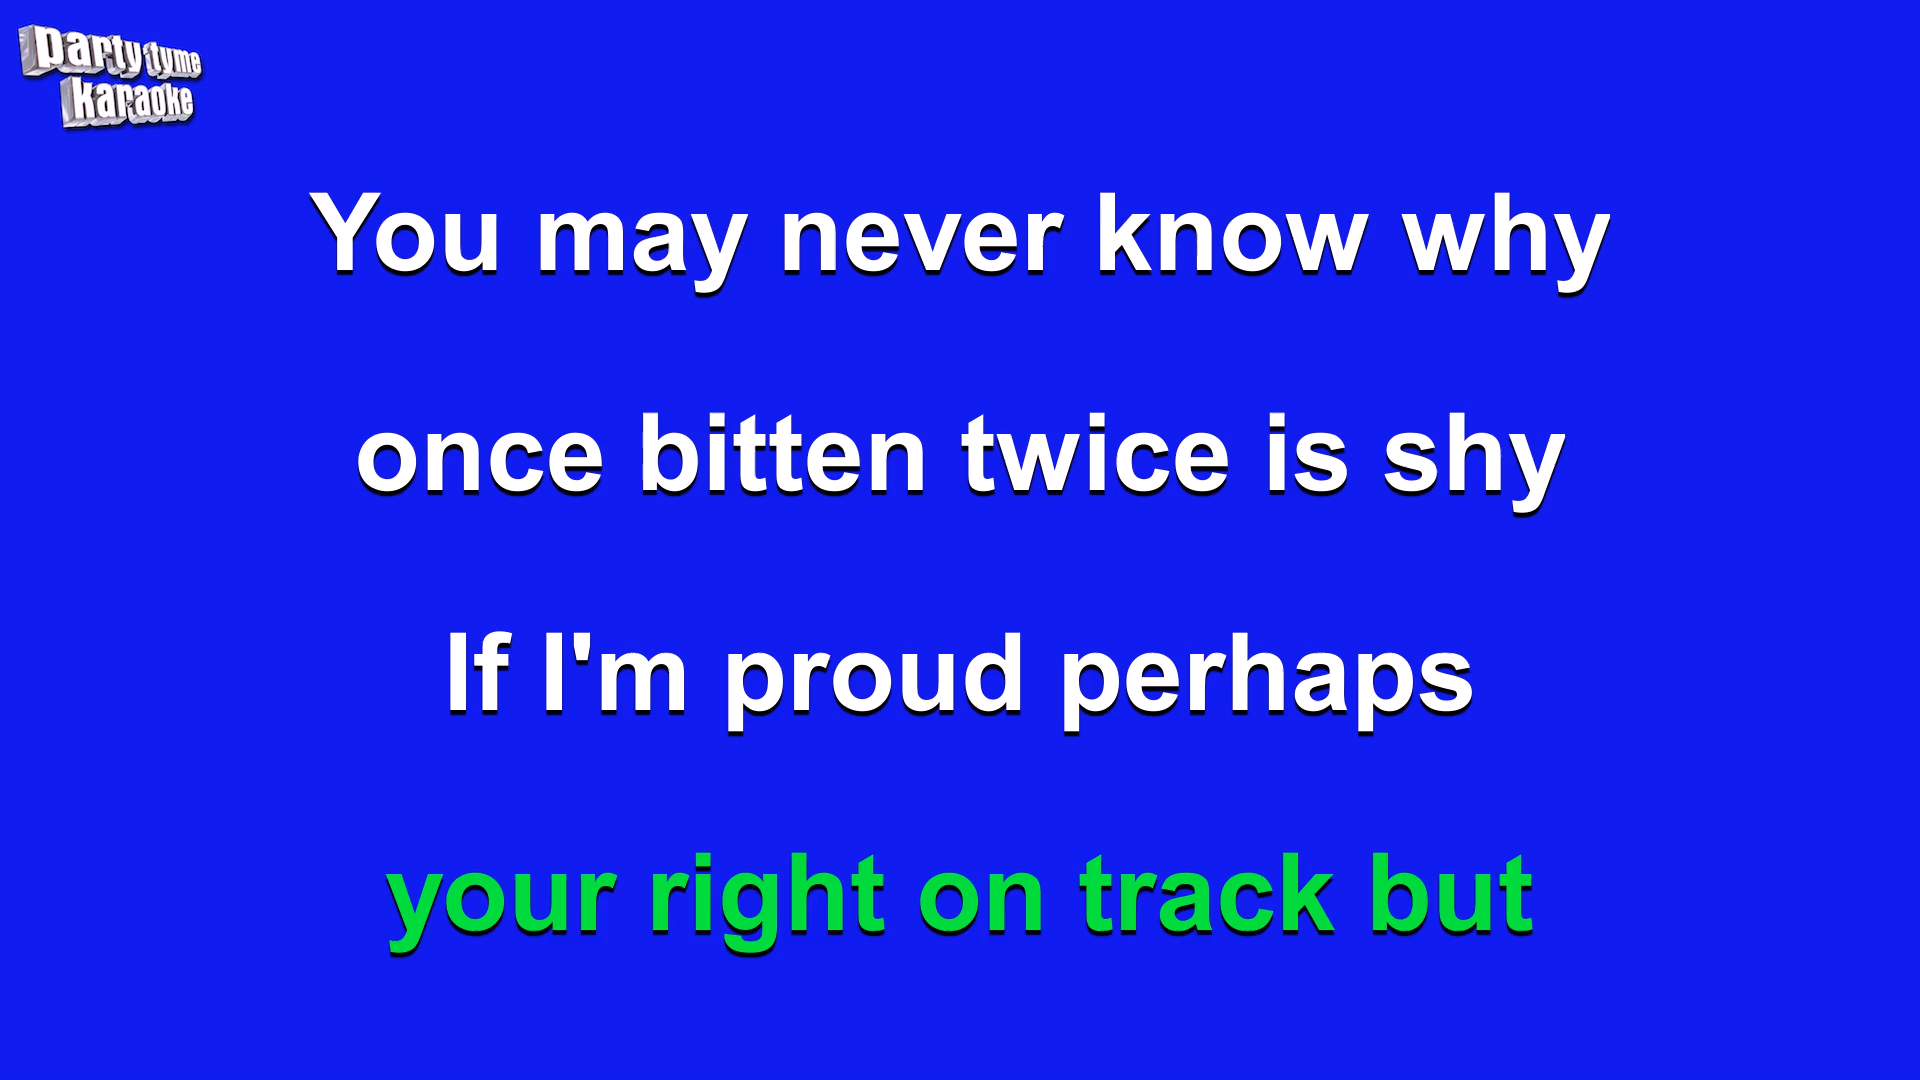 party tyme
karaoke
You may never know why
once bitten twice is shy
If I'm proud perhaps
your right on track but